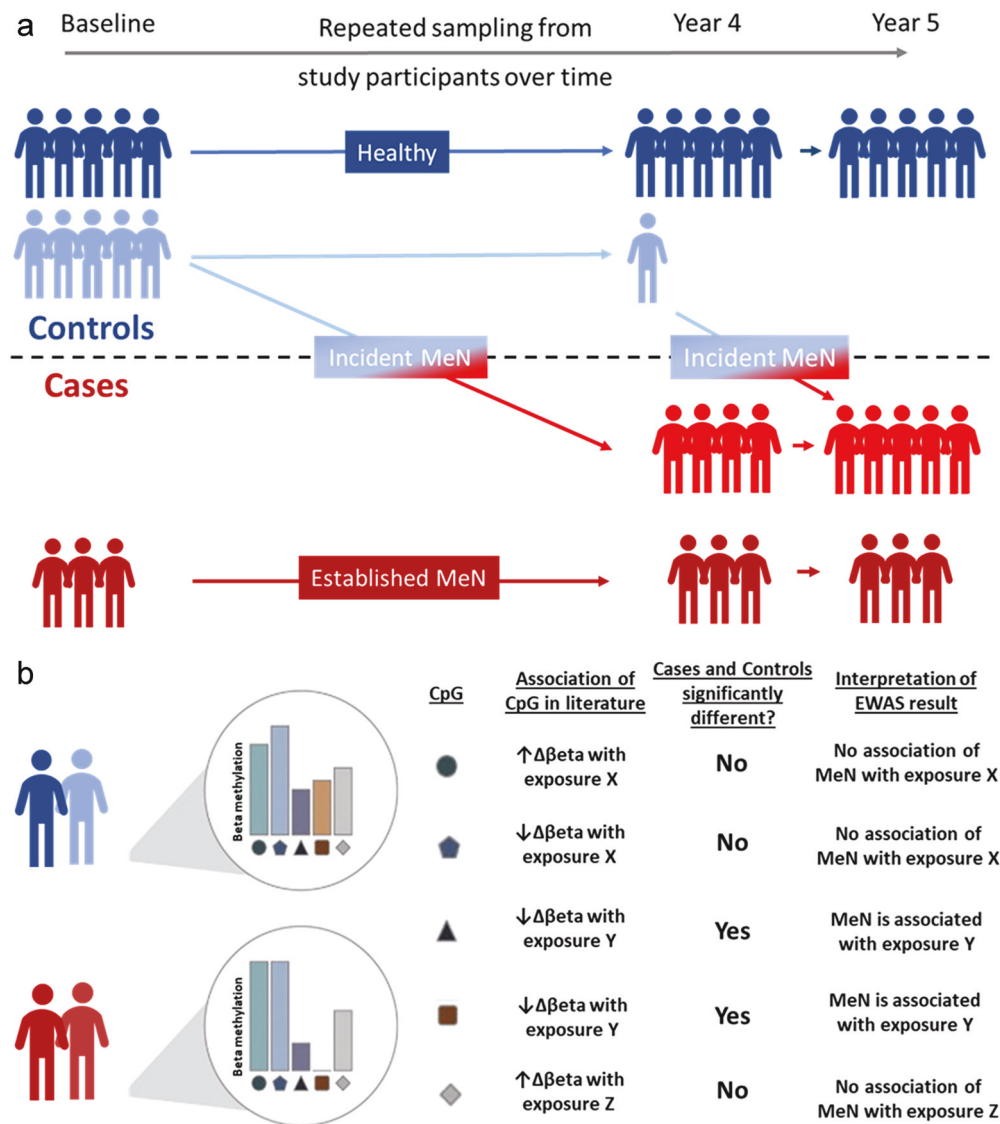 a
Baseline
Repeated sampling from
study participants over time
Year 4
Year 5
Healthy
Controls
Incident MeN
Incident MeN
Cases
Established MeN
b
CpG
Association of
CpG in literature
Cases and Controls
significantly
different?
Interpretation of
EWAS result
Beta methylation
↑Δβeta with
exposure X
No
No association of
MeN with exposure X
↓Δβeta with
exposure X
No
No association of
MeN with exposure X
↓Δβeta with
exposure Y
Yes
MeN is associated
with exposure Y
Beta methylation
↓Δβeta with
exposure Y
Yes
MeN is associated
with exposure Y
↑Δβeta with
exposure Z
No
No association of
MeN with exposure Z